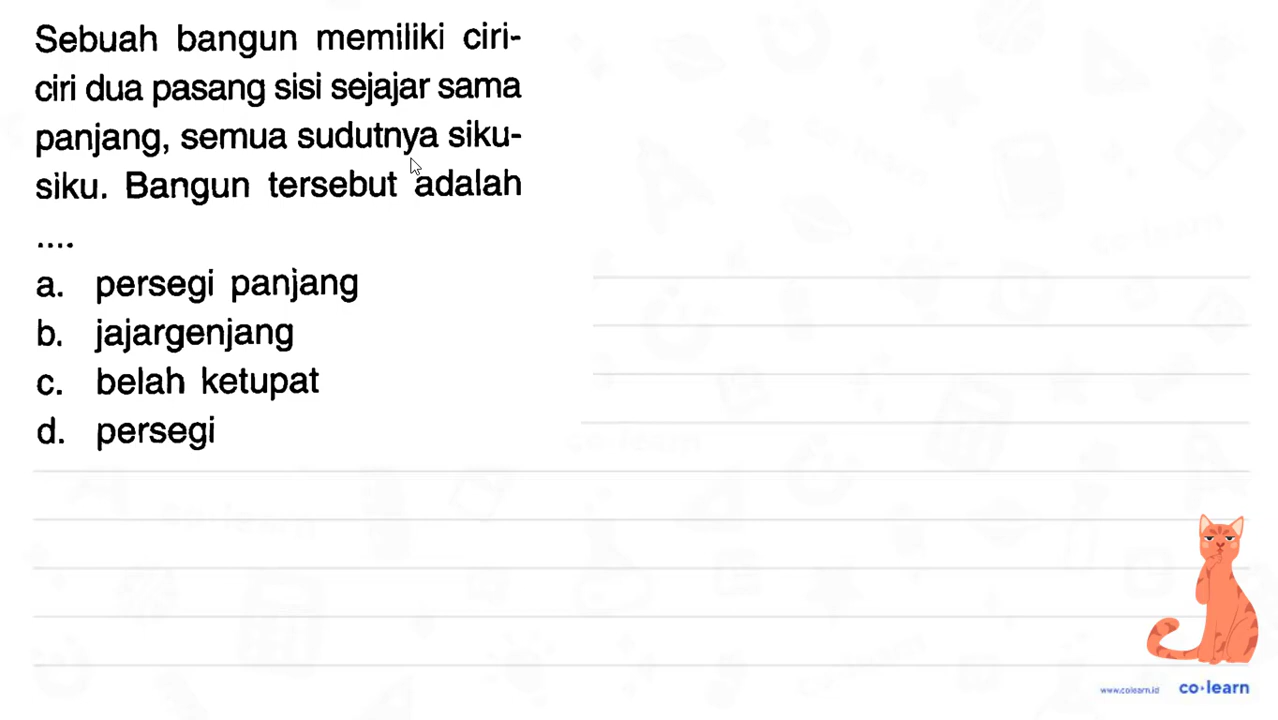 Sebuah bangun memiliki ciri-
ciri dua pasang sisi sejajar sama
panjang, semua sudutnya siku-
siku. Bangun tersebut adalah
....
a. persegi panjang
b. jajargenjang
c. belah ketupat
d. persegi
www.colearn.id co·learn